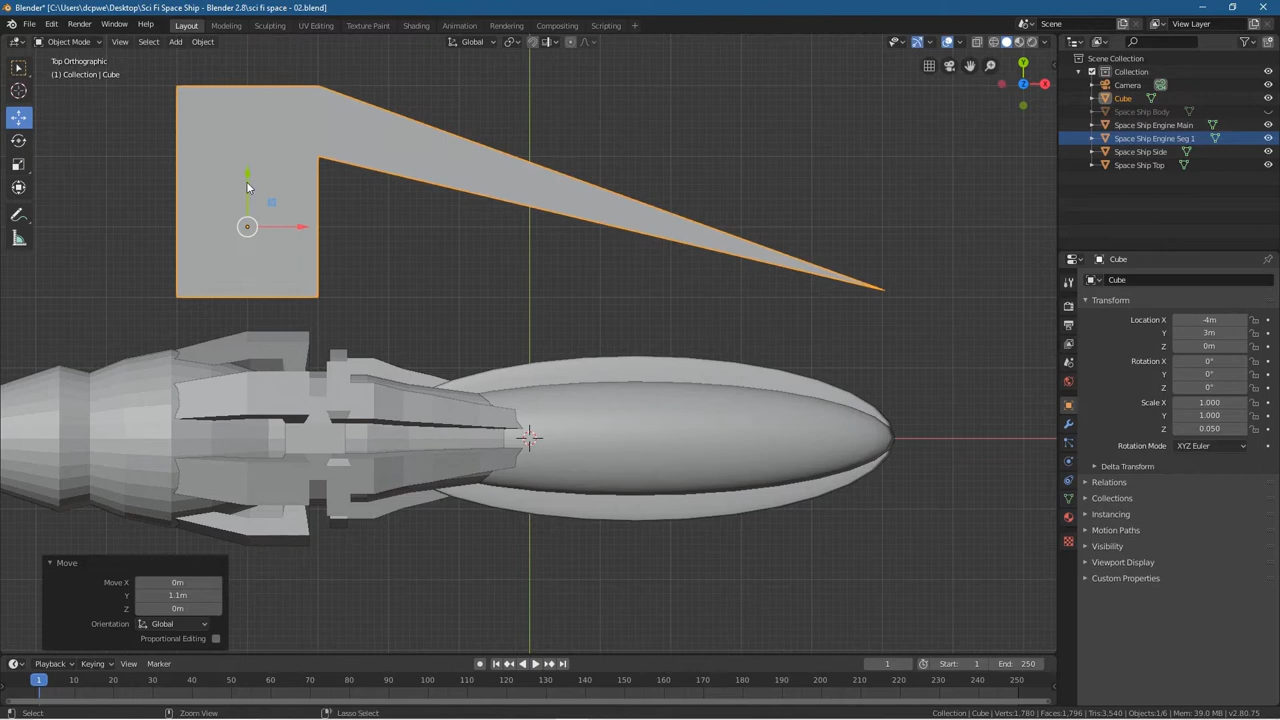 Blender* [C:\Users\dcpwe\Desktop\Sci Fi Space Ship - Blender 2.8\sci fi space - 02.blend]
File Edit Render Window Help Layout Modeling Sculpting UV Editing Texture Paint Shading Animation Rendering Compositing Scripting Scene View Layer
Object Mode View Select Add Object Global
Top Orthographic
(1) Collection | Cube
Y
X
Z
Scene Collection
Collection
Camera
Cube
Space Ship Body
Space Ship Engine Main
Space Ship Engine Seg 1
Space Ship Side
Space Ship Top
Cube
Cube
Transform
Location X -4m
Y 3m
Z 0m
Rotation X 0°
Y 0°
Z 0°
Scale X 1.000
Y 1.000
Z 0.050
Rotation Mode XYZ Euler
Delta Transform
Relations
Collections
Instancing
Motion Paths
Visibility
Viewport Display
Custom Properties
Move
Move X 0m
Y 1.1m
Z 0m
Orientation Global
Proportional Editing
Playback Keying View Marker 1 Start: 1 End: 250
1 10 20 30 40 50 60 70 80 90 100 110 120 130 140 150 160 170 180 190 200 210 220 230 240 250
Select Zoom View Lasso Select Collection | Cube | Verts:1,780 | Faces:1,796 | Tris:3,540 | Objects:1/6 | Mem: 39.0 MB | v2.80.75